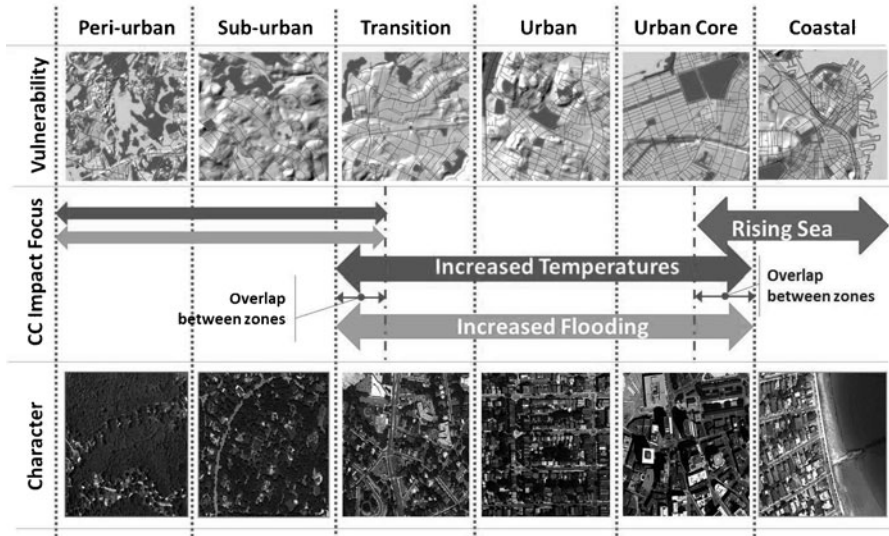 Peri-urban
Sub-urban
Transition
Urban
Urban Core
Coastal
Vulnerability
CC Impact Focus
Rising Sea
Increased Temperatures
Overlap
between zones
Overlap
between zones
Increased Flooding
Character